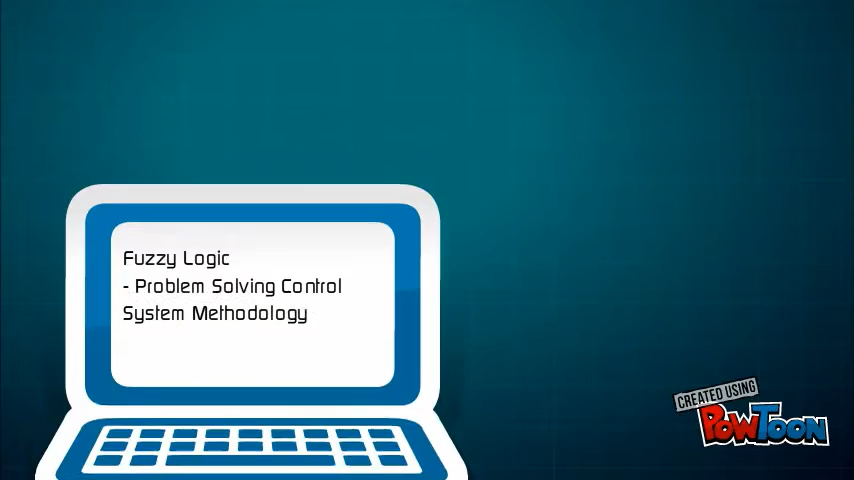 Fuzzy Logic
- Problem Solving Control
System Methodology
CREATED USING
POWTOON